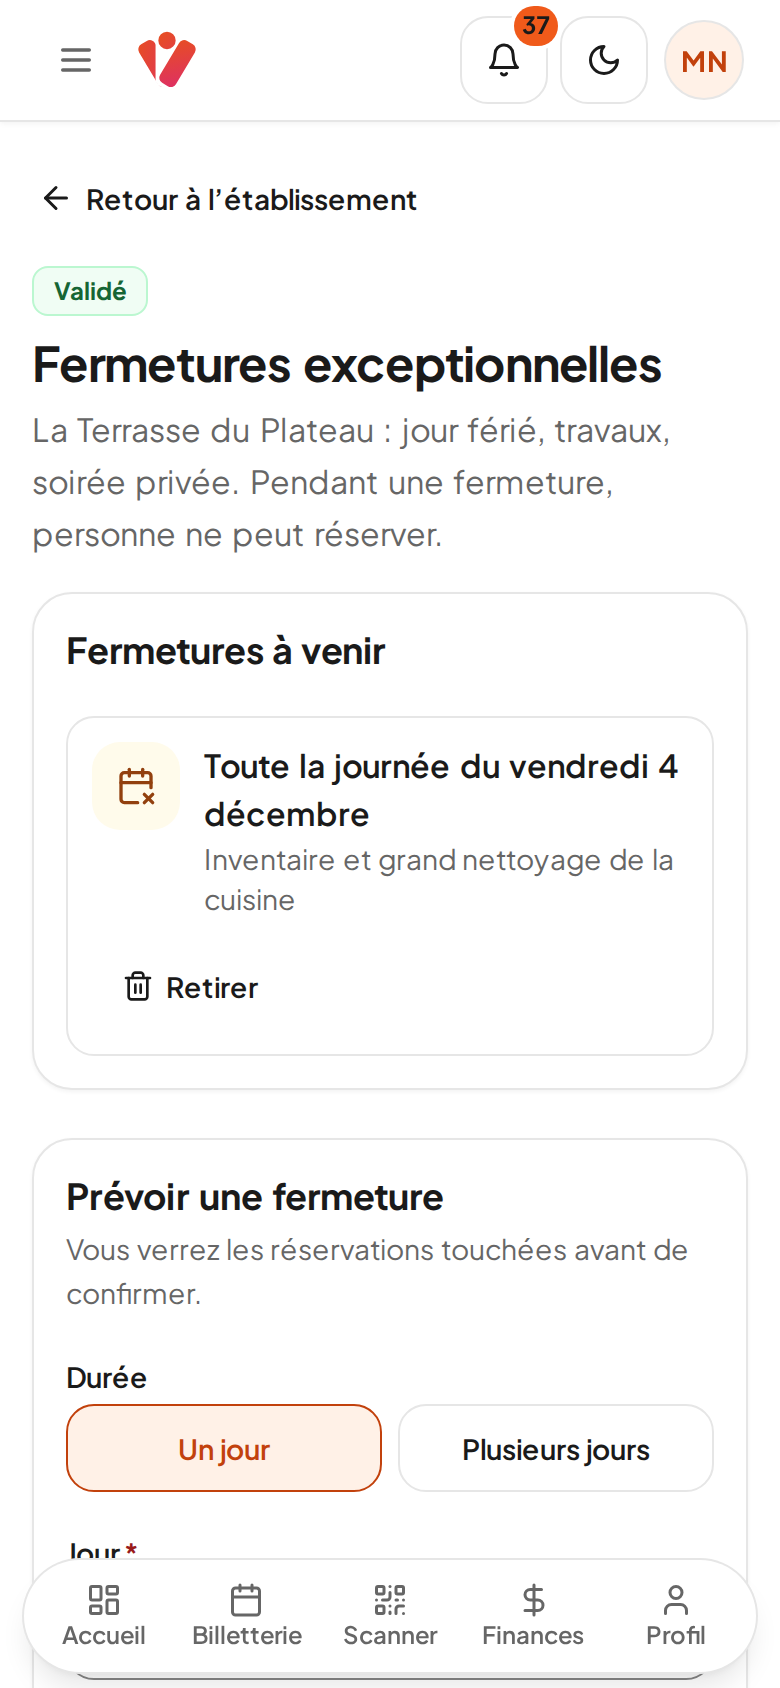 37
MN
Retour à l’établissement
Validé
Fermetures exceptionnelles
La Terrasse du Plateau : jour férié, travaux,
soirée privée. Pendant une fermeture,
personne ne peut réserver.
Fermetures à venir
Toute la journée du vendredi 4
décembre
Inventaire et grand nettoyage de la
cuisine
Retirer
Prévoir une fermeture
Vous verrez les réservations touchées avant de
confirmer.
Durée
Un jour
Plusieurs jours
Jour *
Accueil
Billetterie
Scanner
Finances
Profil